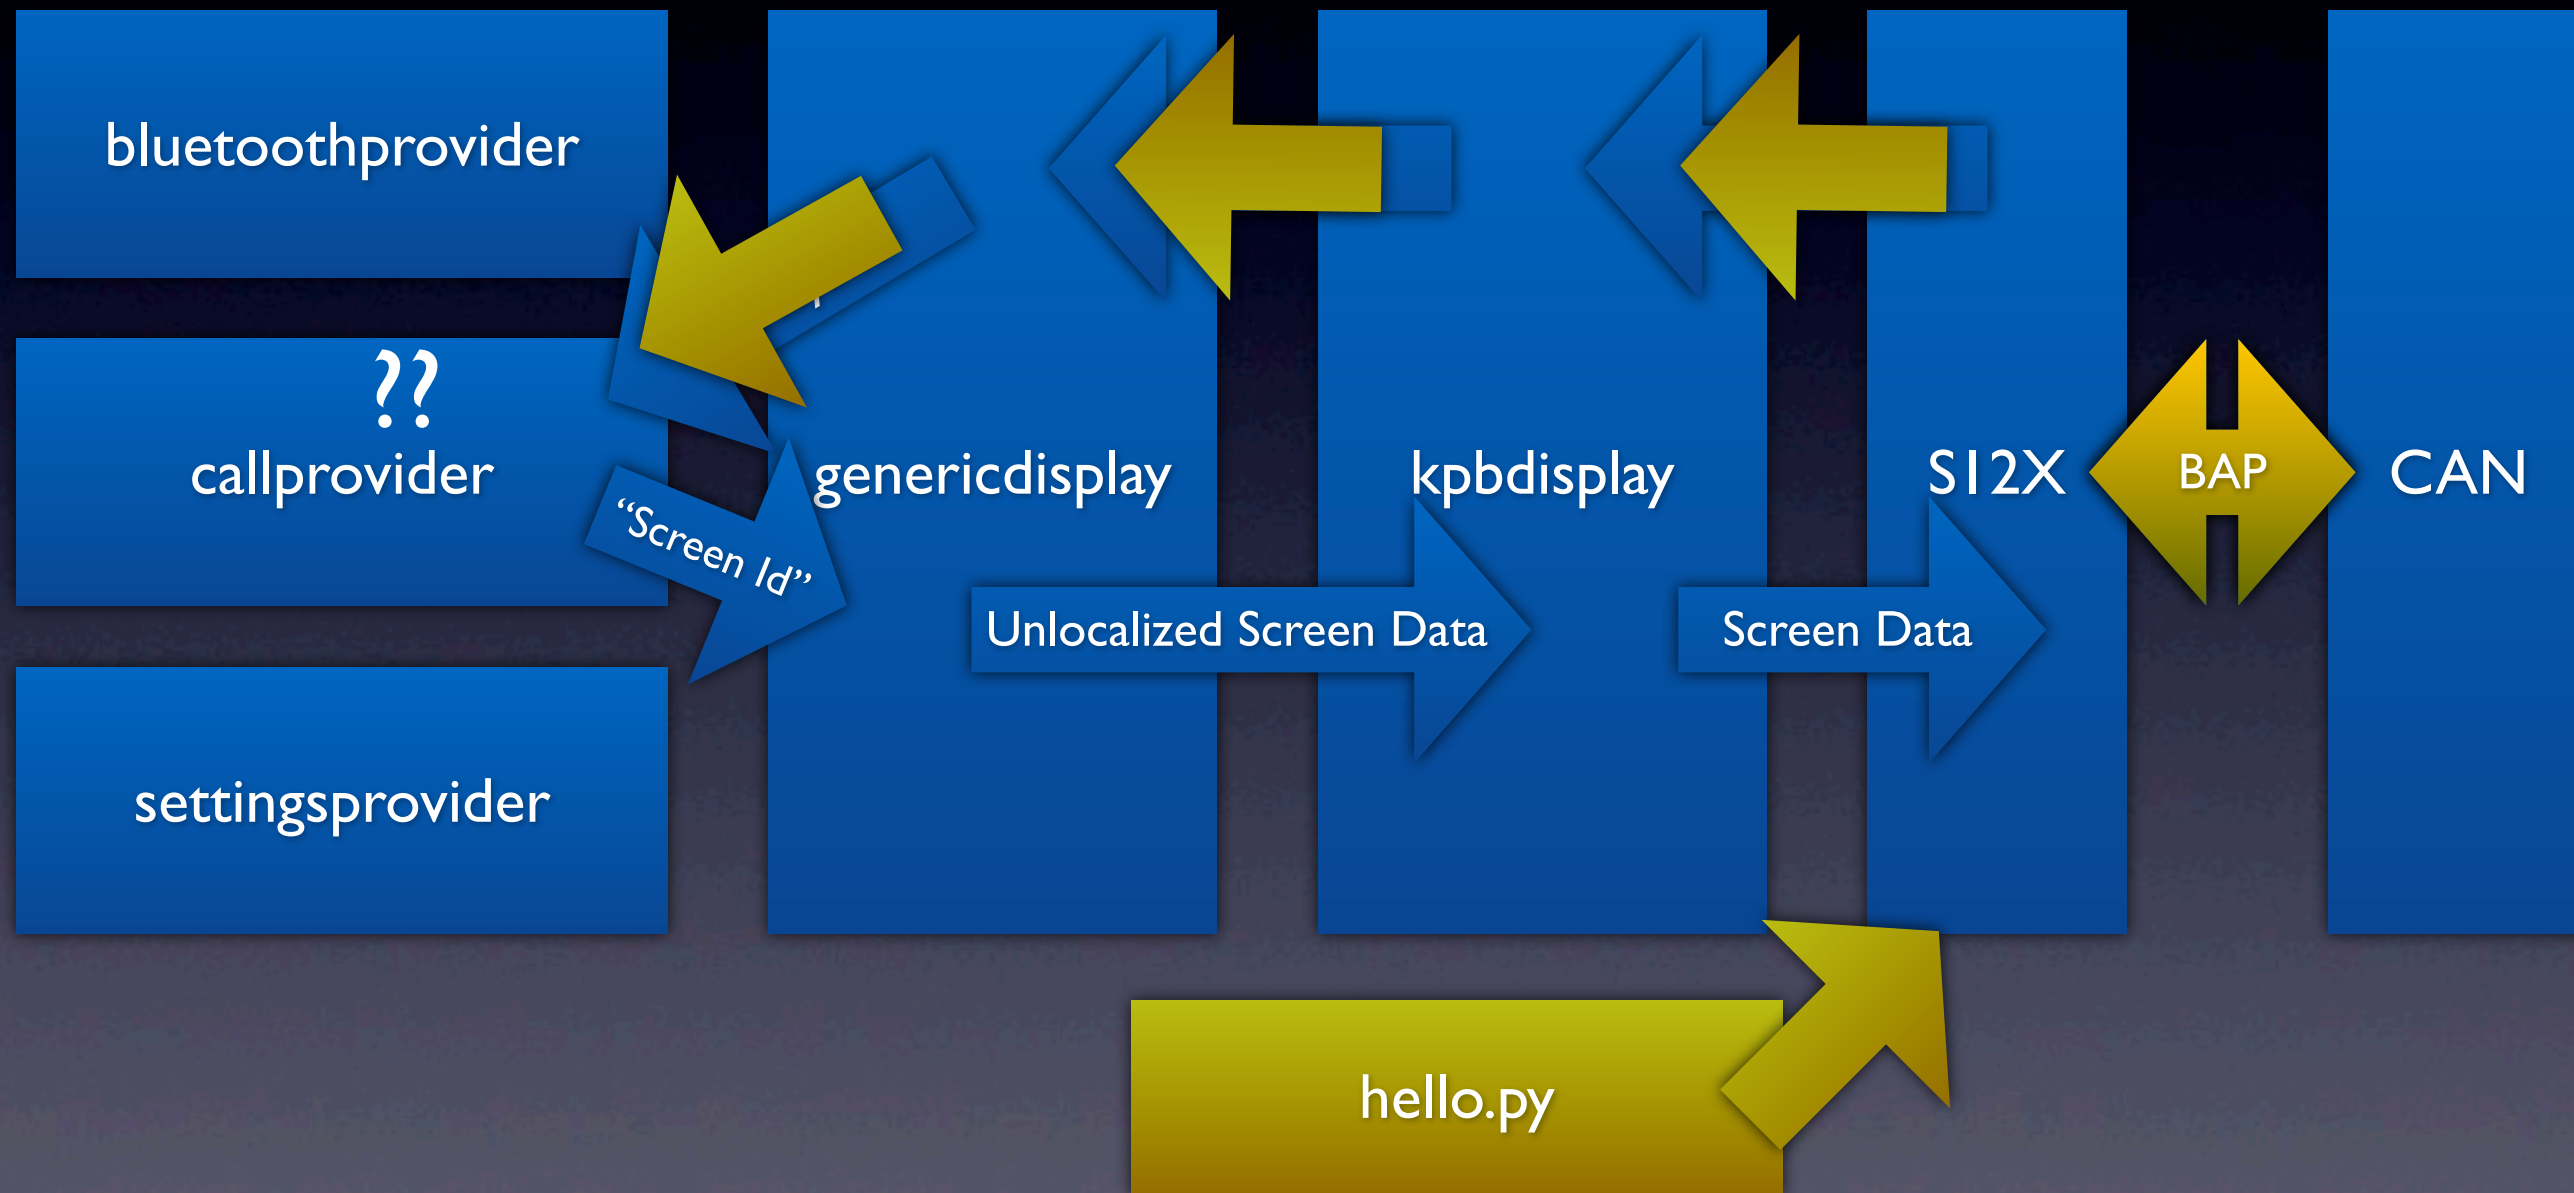 bluetoothprovider
??
callprovider
settingsprovider
“Screen Id”
genericdisplay
Unlocalized Screen Data
kpbdisplay
Screen Data
S12X
BAP
CAN
hello.py